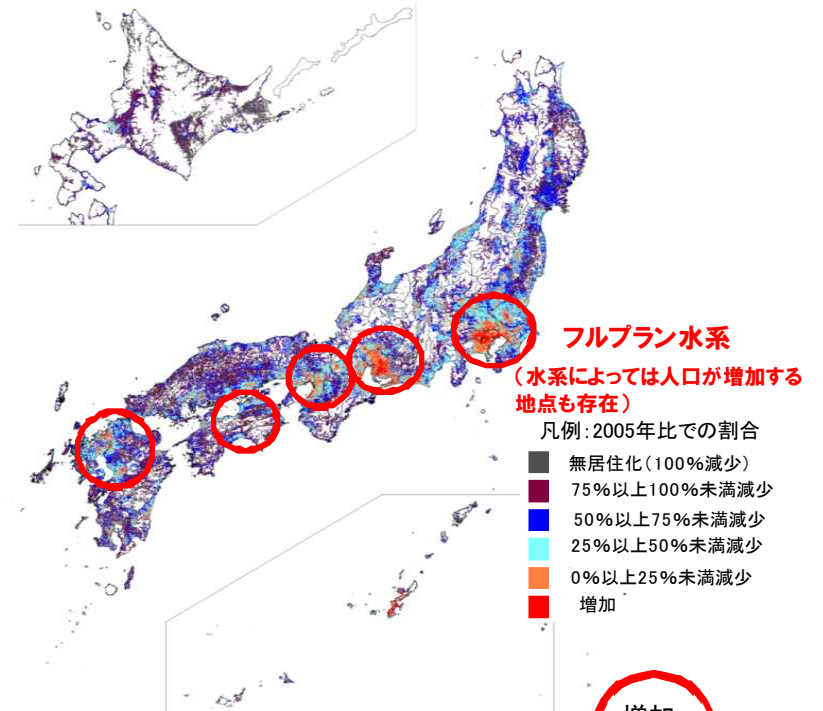 フルプラン水系
（水系によっては人口が増加する
地点も存在）
凡例：2005年比での割合
無居住化（100％減少）
75％以上100％未満減少
50％以上75％未満減少
25％以上50％未満減少
0％以上25％未満減少
増加
増加